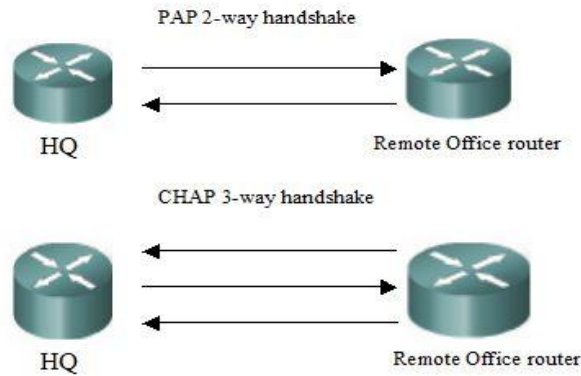 PAP 2-way handshake
HQ
Remote Office router
CHAP 3-way handshake
HQ
Remote Office router